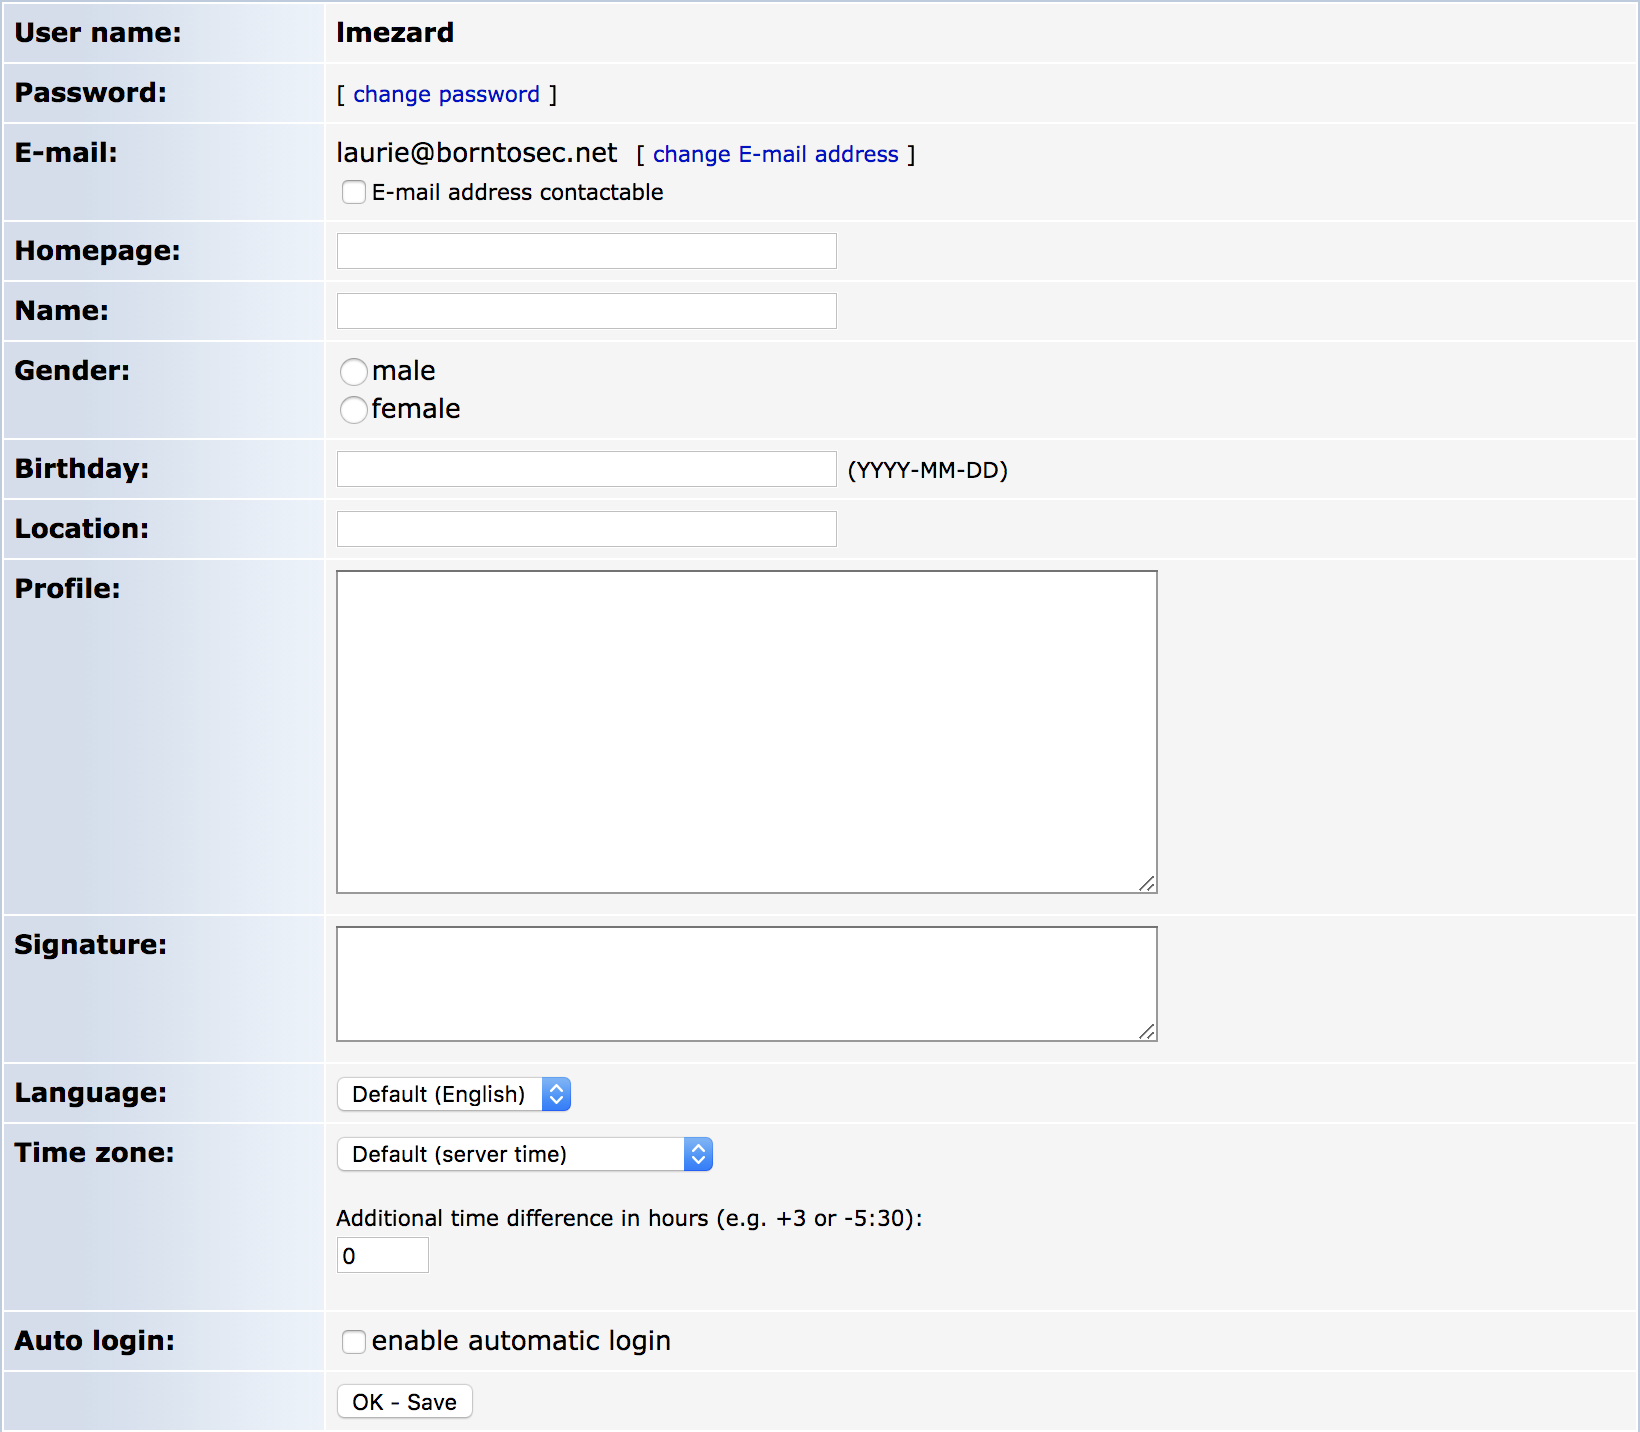 User name: lmezard
Password: [ change password ]
E-mail: laurie@borntosec.net [ change E-mail address ]
E-mail address contactable
Homepage:
Name:
Gender: male
female
Birthday: (YYYY-MM-DD)
Location:
Profile:
Signature:
Language: Default (English)
Time zone: Default (server time)
Additional time difference in hours (e.g. +3 or -5:30):
0
Auto login: enable automatic login
OK - Save